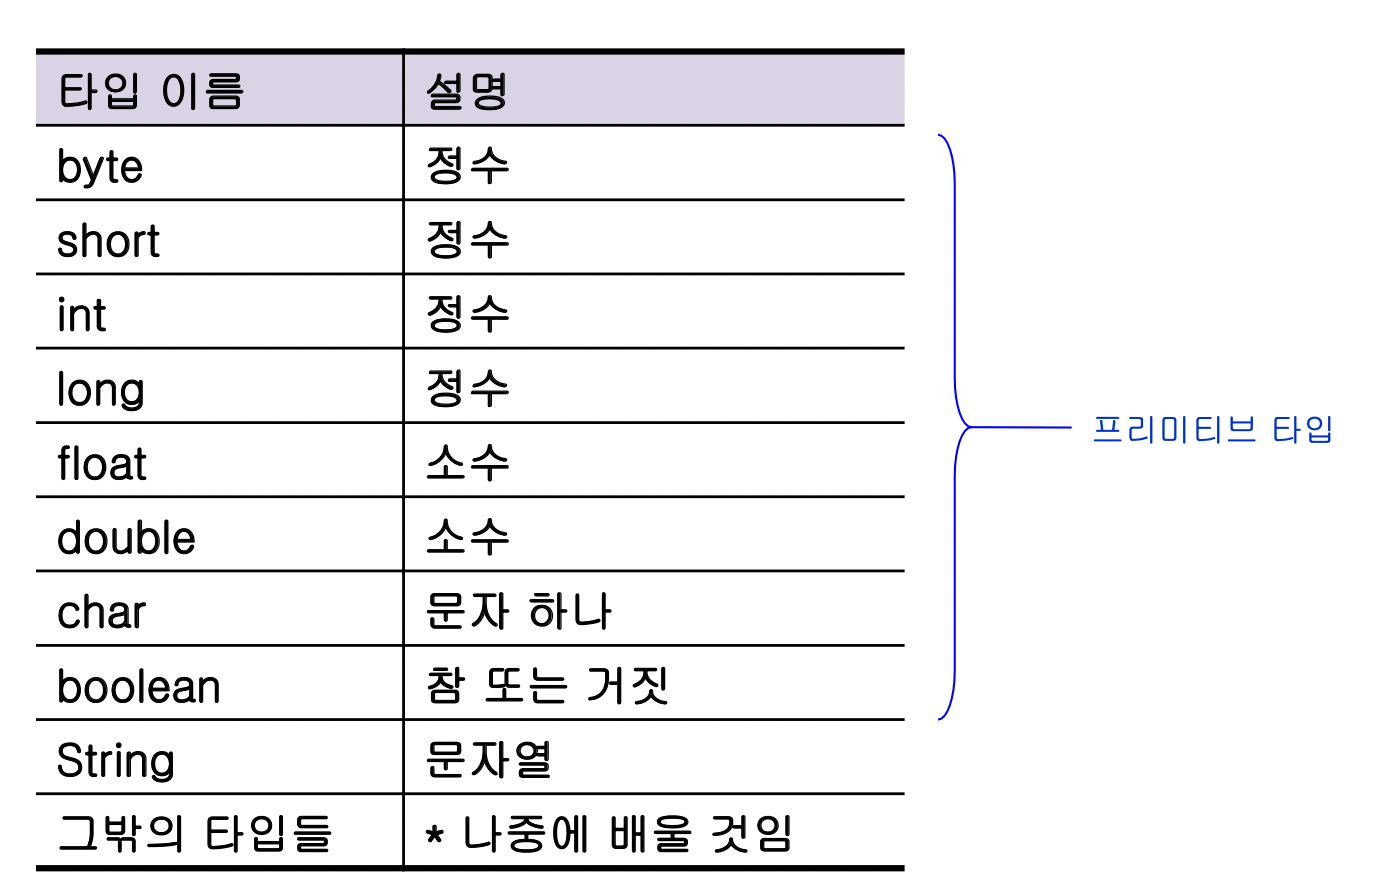 타입 이름 설명
byte 정수
short 정수
int 정수
long 정수
float 소수
double 소수
char 문자 하나
boolean 참 또는 거짓
String 문자열
그밖의 타입들 * 나중에 배울 것임
프리미티브 타입